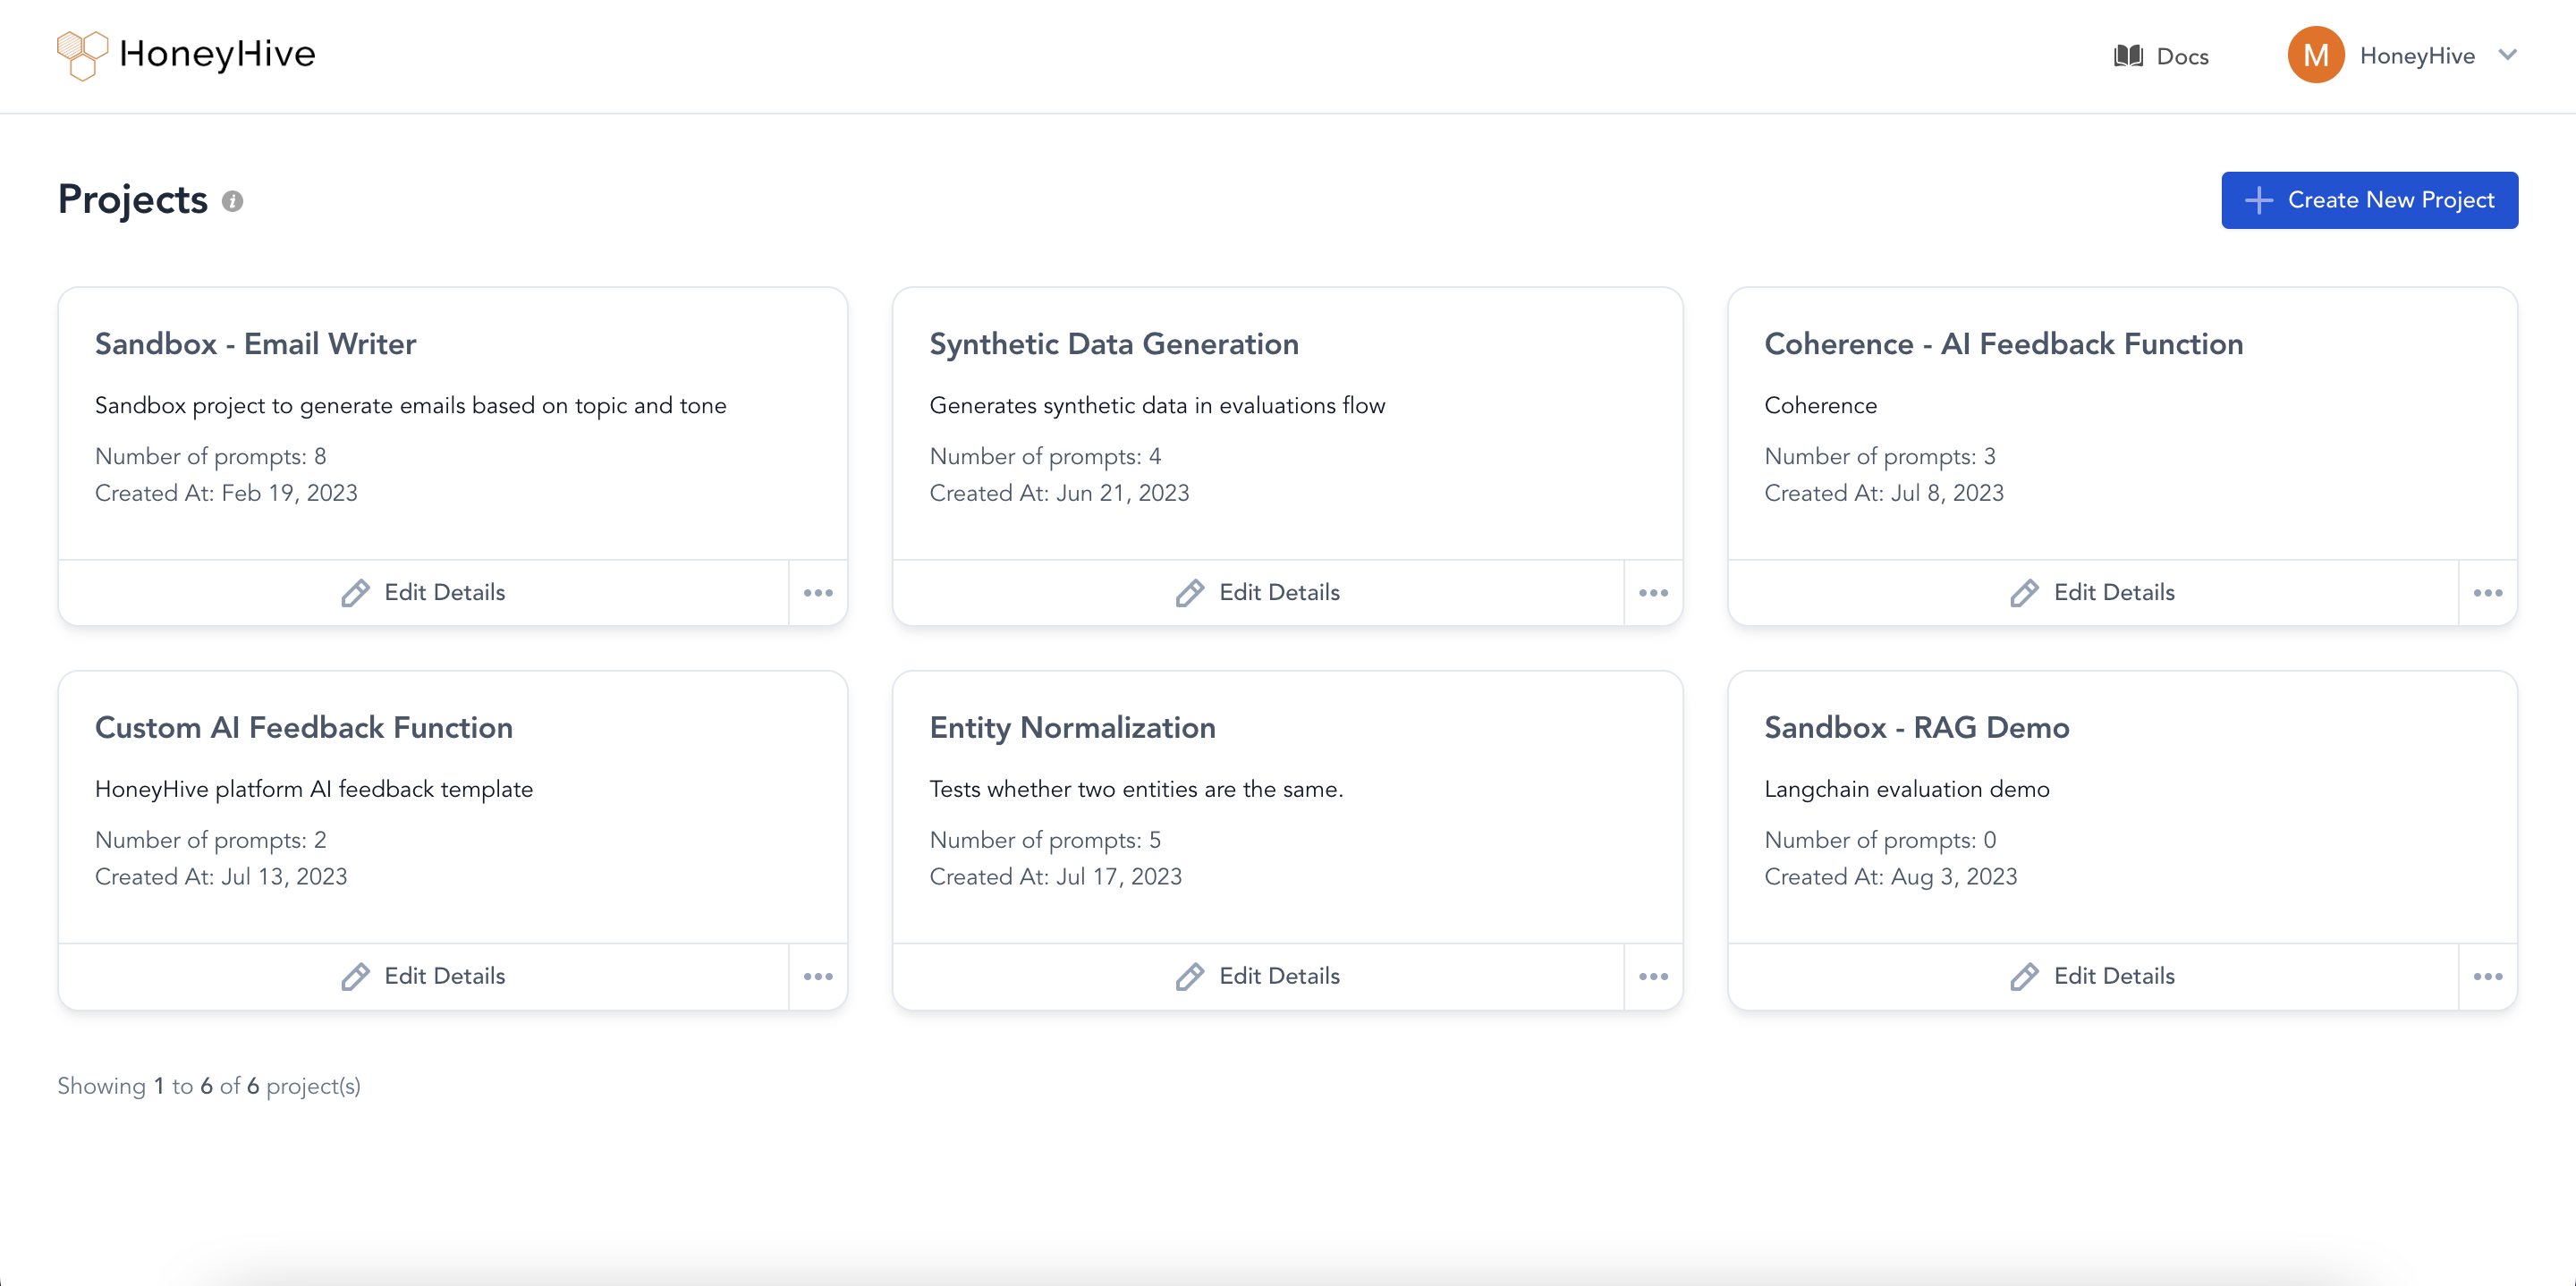 HoneyHive
Docs
M
HoneyHive
Projects
Create New Project
Sandbox - Email Writer
Sandbox project to generate emails based on topic and tone
Number of prompts: 8
Created At: Feb 19, 2023
Edit Details
Synthetic Data Generation
Generates synthetic data in evaluations flow
Number of prompts: 4
Created At: Jun 21, 2023
Edit Details
Coherence - AI Feedback Function
Coherence
Number of prompts: 3
Created At: Jul 8, 2023
Edit Details
Custom AI Feedback Function
HoneyHive platform AI feedback template
Number of prompts: 2
Created At: Jul 13, 2023
Edit Details
Entity Normalization
Tests whether two entities are the same.
Number of prompts: 5
Created At: Jul 17, 2023
Edit Details
Sandbox - RAG Demo
Langchain evaluation demo
Number of prompts: 0
Created At: Aug 3, 2023
Edit Details
Showing 1 to 6 of 6 project(s)